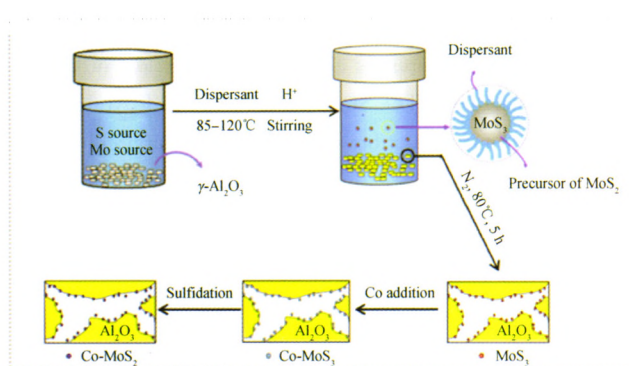 Dispersant
Dispersant H⁺
85–120℃ Stirring
S source
Mo source
MoS₃
γ-Al₂O₃
Precursor of MoS₂
N₂, 80℃, 5 h
Sulfidation
Co addition
Al₂O₃
Al₂O₃
Al₂O₃
Co-MoS₂
Co-MoS₃
MoS₃